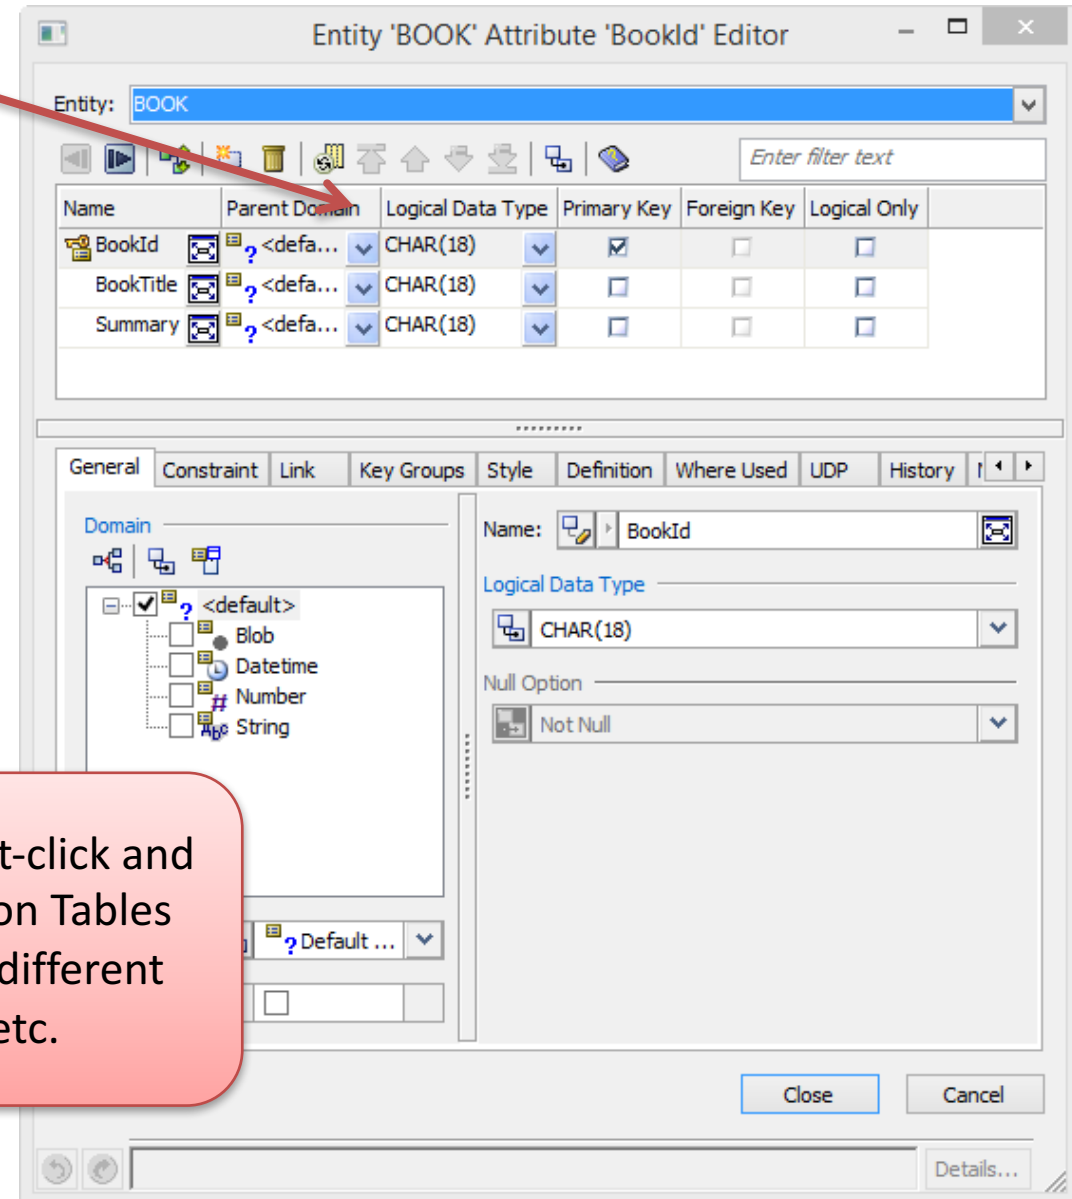 Entity 'BOOK' Attribute 'BookId' Editor
Entity: BOOK
Enter filter text
Name Parent Domain Logical Data Type Primary Key Foreign Key Logical Only
BookId <defa... CHAR(18)
BookTitle <defa... CHAR(18)
Summary <defa... CHAR(18)
General Constraint Link Key Groups Style Definition Where Used UDP History
Domain
<default>
Blob
Datetime
Number
String
Name: BookId
Logical Data Type
CHAR(18)
Null Option
Not Null
t-click and
on Tables
different
etc.
Default ...
Close Cancel
Details...